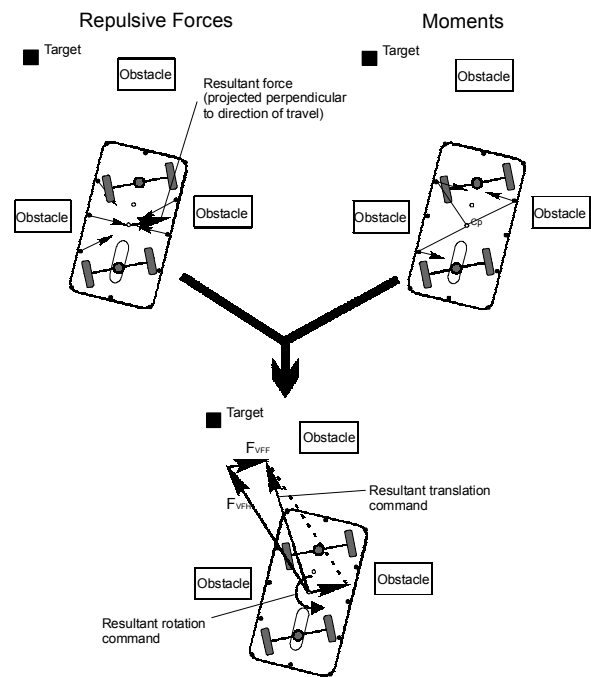 Repulsive Forces
Moments
Target
Target
Obstacle
Obstacle
Resultant force
(projected perpendicular
to direction of travel)
Obstacle
Obstacle
Obstacle
Obstacle
Cp
Target
Obstacle
FVFF
Resultant translation
command
FVFH
Obstacle
Obstacle
Resultant rotation
command